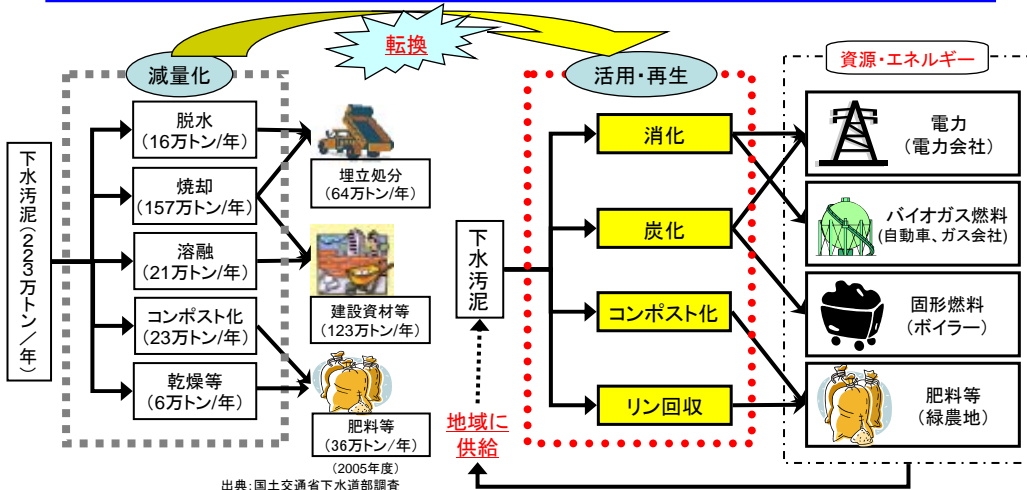 転換
減量化
下水汚泥(223万トン/年)
脱水
(16万トン/年)
焼却
(157万トン/年)
溶融
(21万トン/年)
コンポスト化
(23万トン/年)
乾燥等
(6万トン/年)
埋立処分
(64万トン/年)
建設資材等
(123万トン/年)
肥料等
(36万トン/年)
(2005年度)
出典:国土交通省下水道部調査
活用・再生
下水汚泥
消化
炭化
コンポスト化
リン回収
地域に
供給
資源・エネルギー
電力
(電力会社)
バイオガス燃料
(自動車、ガス会社)
固形燃料
(ボイラー)
肥料等
(緑農地)